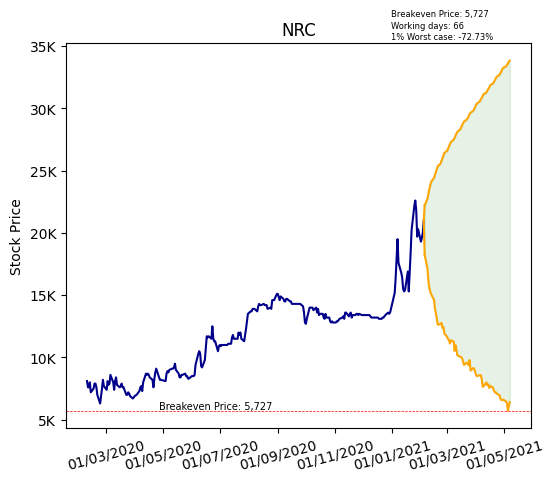 Breakeven Price: 5,727
Working days: 66
1% Worst case: -72.73%
NRC
35K
30K
25K
20K
15K
10K
5K
Stock Price
Breakeven Price: 5,727
01/03/2020 01/05/2020 01/07/2020 01/09/2020 01/11/2020 01/01/2021 01/03/2021 01/05/2021